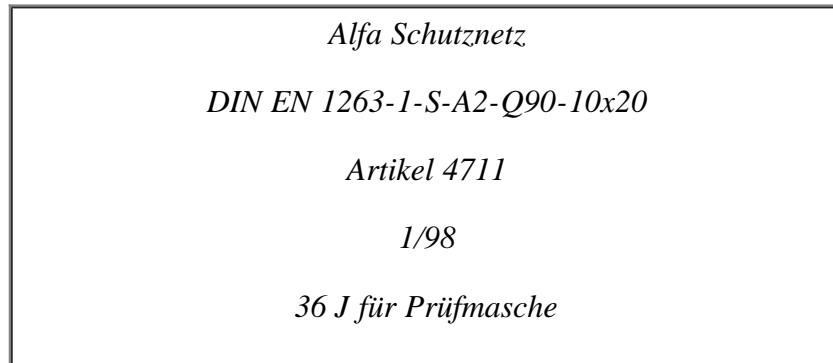 Alfa Schutznetz
DIN EN 1263-1-S-A2-Q90-10x20
Artikel 4711
1/98
36 J für Prüfmasche